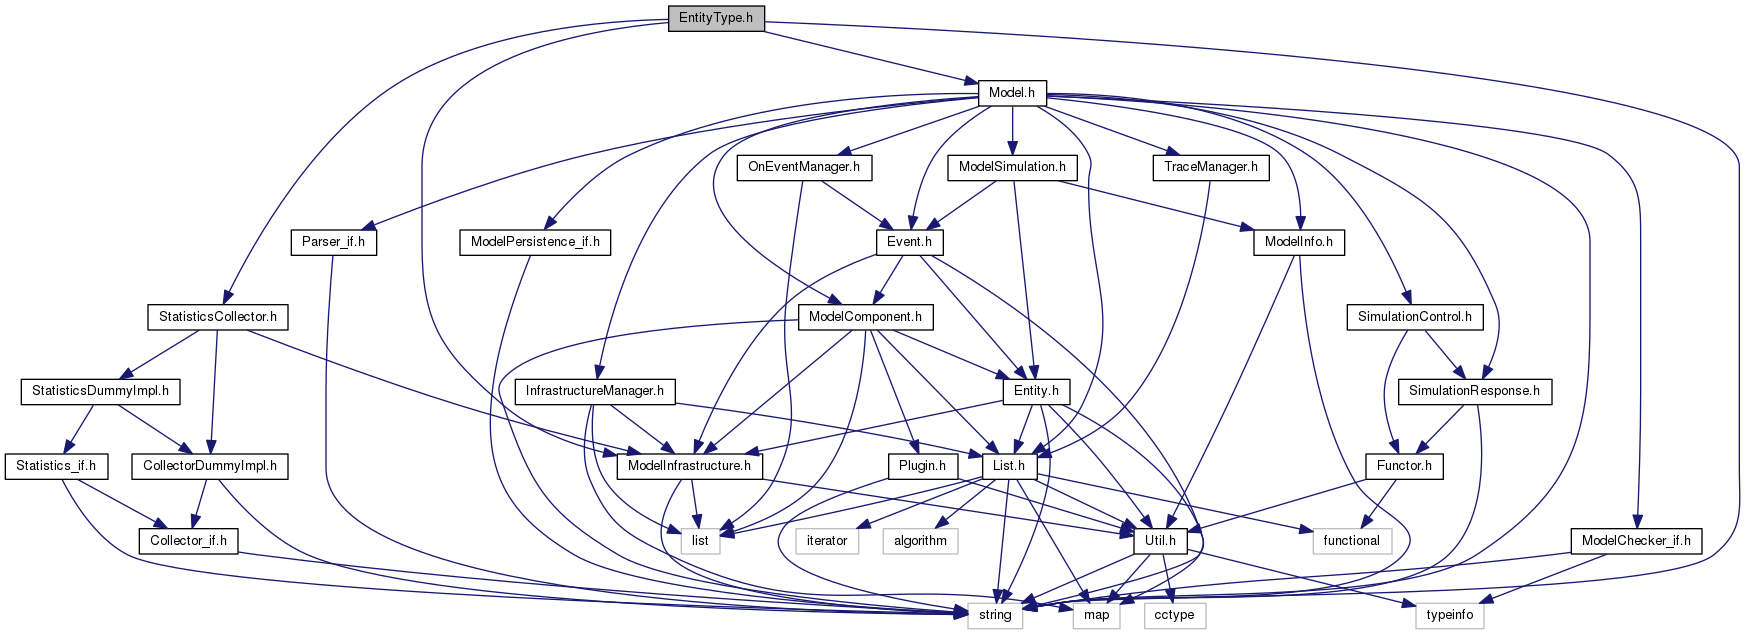 EntityType.h
Model.h
OnEventManager.h
ModelSimulation.h
TraceManager.h
Parser_if.h
ModelPersistence_if.h
Event.h
ModelInfo.h
StatisticsCollector.h
ModelComponent.h
SimulationControl.h
StatisticsDummyImpl.h
InfrastructureManager.h
Entity.h
SimulationResponse.h
Statistics_if.h
CollectorDummyImpl.h
ModelInfrastructure.h
Plugin.h
List.h
Functor.h
Collector_if.h
list
iterator
algorithm
Util.h
functional
ModelChecker_if.h
string
map
cctype
typeinfo